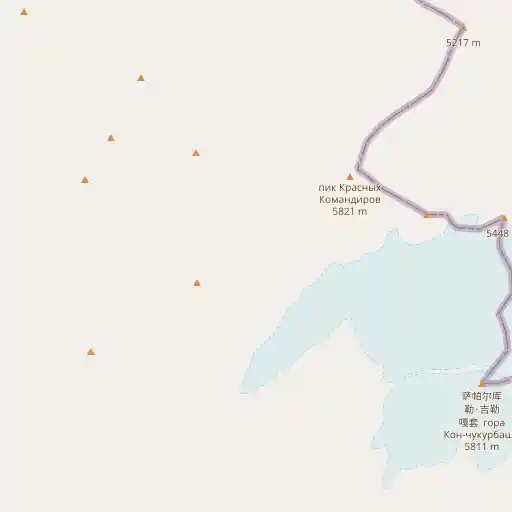 5217 m
пик Красных
Командиров
5821 m
5448
萨帕尔库
勒·吉勒
嘎套 гора
Кон-чукурбаш
5811 m